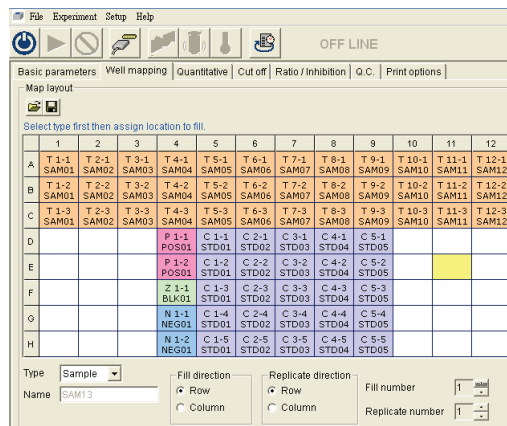 File Experiment Setup Help
OFF LINE
Basic parameters Well mapping Quantitative Cut off Ratio / Inhibition Q.C. Print options
Map layout
Select type first then assign location to fill.
1 2 3 4 5 6 7 8 9 10 11 12
A T 1-1 T 2-1 T 3-1 T 4-1 T 5-1 T 6-1 T 7-1 T 8-1 T 9-1 T 10-1 T 11-1 T 12-1
SAM01 SAM02 SAM03 SAM04 SAM05 SAM06 SAM07 SAM08 SAM09 SAM10 SAM11 SAM12
B T 1-2 T 2-2 T 3-2 T 4-2 T 5-2 T 6-2 T 7-2 T 8-2 T 9-2 T 10-2 T 11-2 T 12-2
SAM01 SAM02 SAM03 SAM04 SAM05 SAM06 SAM07 SAM08 SAM09 SAM10 SAM11 SAM12
C T 1-3 T 2-3 T 3-3 T 4-3 T 5-3 T 6-3 T 7-3 T 8-3 T 9-3 T 10-3 T 11-3 T 12-3
SAM01 SAM02 SAM03 SAM04 SAM05 SAM06 SAM07 SAM08 SAM09 SAM10 SAM11 SAM12
D P 1-1 C 1-1 C 2-1 C 3-1 C 4-1 C 5-1
POS01 STD01 STD02 STD03 STD04 STD05
E P 1-2 C 1-2 C 2-2 C 3-2 C 4-2 C 5-2
POS01 STD01 STD02 STD03 STD04 STD05
F Z 1-1 C 1-3 C 2-3 C 3-3 C 4-3 C 5-3
BLK01 STD01 STD02 STD03 STD04 STD05
G N 1-1 C 1-4 C 2-4 C 3-4 C 4-4 C 5-4
NEG01 STD01 STD02 STD03 STD04 STD05
H N 1-2 C 1-5 C 2-5 C 3-5 C 4-5 C 5-5
NEG01 STD01 STD02 STD03 STD04 STD05
Type Sample Fill direction Replicate direction
Row Row Fill number 1
Name SAM13
Column Column Replicate number 1